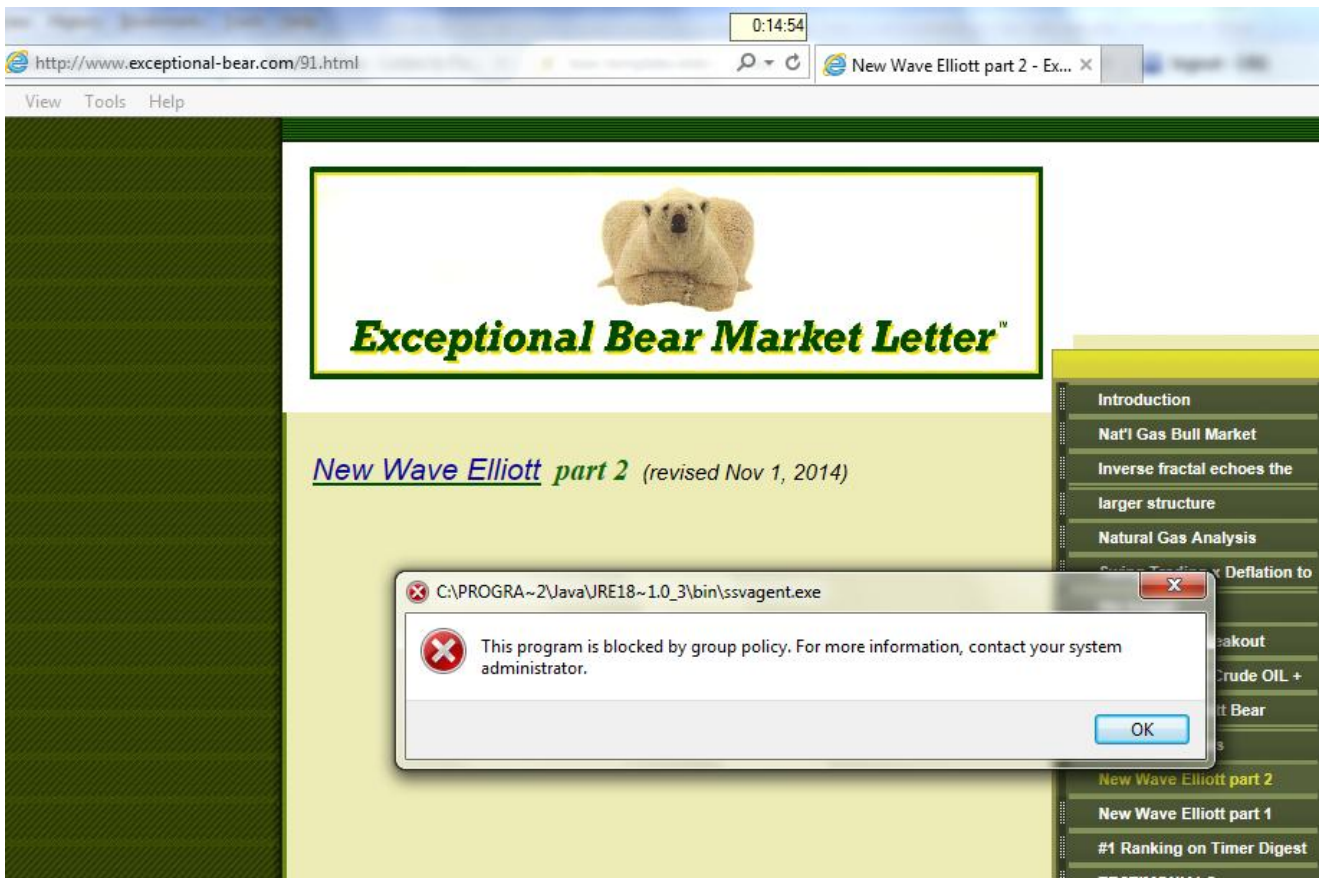 0:14:54
http://www.exceptional-bear.com/91.html
New Wave Elliott part 2 - Ex...
View Tools Help
Exceptional Bear Market Letter™
Introduction
Nat'l Gas Bull Market
Inverse fractal echoes the
larger structure
Natural Gas Analysis
New Wave Elliott part 2 (revised Nov 1, 2014)
x Deflation to
C:\PROGRA~2\Java\JRE18~1.0_3\bin\ssvagent.exe
This program is blocked by group policy. For more information, contact your system
administrator.
OK
eakout
Crude OIL +
tt Bear
s
New Wave Elliott part 2
New Wave Elliott part 1
#1 Ranking on Timer Digest